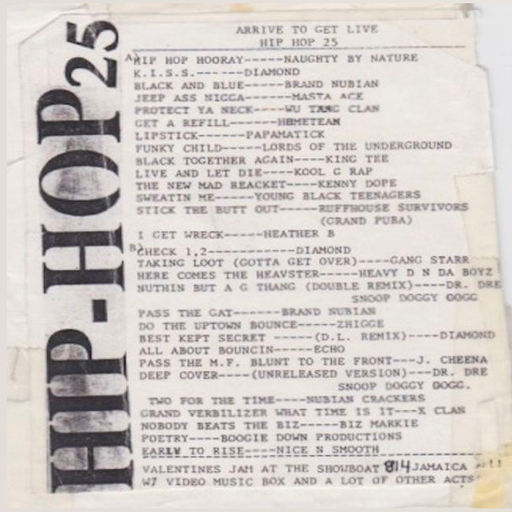 HIP-HOP 25
ARRIVE TO GET LIVE
HIP HOP 25
A) HIP HOP HOORAY-----NAUGHTY BY NATURE
K.I.S.S.------DIAMOND
BLACK AND BLUE-----BRAND NUBIAN
JEEP ASS NIGGA------MASTA ACE
PROTECT YA NECK----WU TANG CLAN
GET A REFILL------HOMETEAM
LIPSTICK------PAPAMATICK
FUNKY CHILD-----LORDS OF THE UNDERGROUND
BLACK TOGETHER AGAIN----KING TEE
LIVE AND LET DIE----KOOL G RAP
THE NEW MAD REACKET----KENNY DOPE
SWEATIN ME-----YOUNG BLACK TEENAGERS
STICK THE BUTT OUT-----RUFFHOUSE SURVIVORS
(GRAND PUBA)
I GET WRECK-----HEATHER B
B) CHECK 1,2------------DIAMOND
TAKING LOOT (GOTTA GET OVER)----GANG STARR
HERE COMES THE HEAVSTER-----HEAVY D N DA BOYZ
NUTHIN BUT A G THANG (DOUBLE REMIX)----DR. DRE
SNOOP DOGGY DOGG
PASS THE GAT-------BRAND NUBIAN
DO THE UPTOWN BOUNCE-----ZHIGGE
BEST KEPT SECRET -----(D.L. REMIX)----DIAMOND
ALL ABOUT BOUNCIN-----ECHO
PASS THE M.F. BLUNT TO THE FRONT---J. CHEENA
DEEP COVER----(UNRELEASED VERSION)---DR. DRE
SNOOP DOGGY DOGG.
TWO FOR THE TIME----NUBIAN CRACKERS
GRAND VERBILIZER WHAT TIME IS IT---X CLAN
NOBODY BEATS THE BIZ-----BIZ MARKIE
POETRY----BOOGIE DOWN PRODUCTIONS
EARLY TO RISE----NICE N SMOOTH
VALENTINES JAM AT THE SHOWBOAT 814 JAMAICA
W/ VIDEO MUSIC BOX AND A LOT OF OTHER ACTS